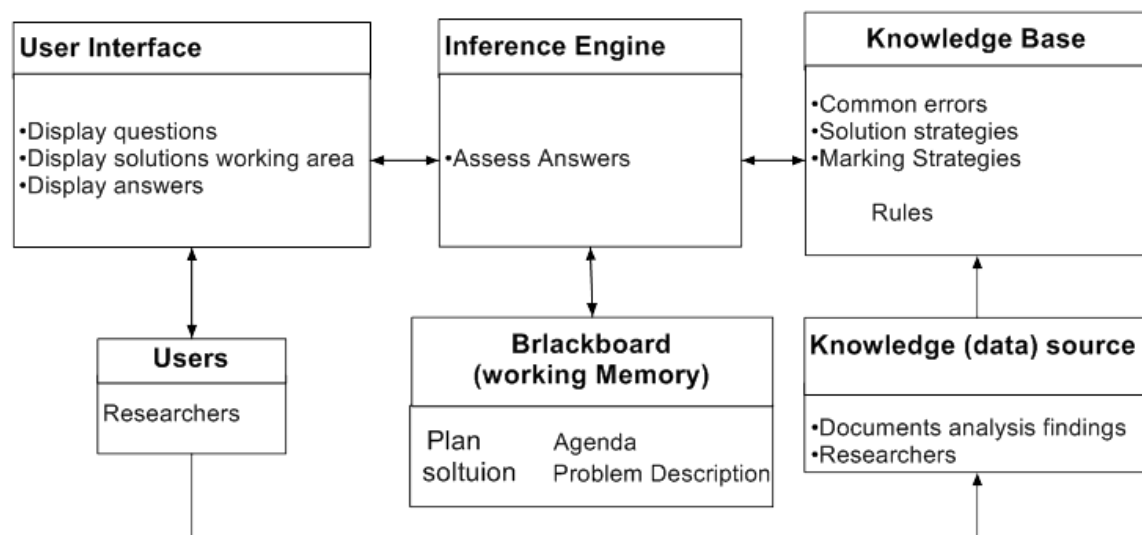 User Interface
•Display questions
•Display solutions working area
•Display answers
Inference Engine
•Assess Answers
Knowledge Base
•Common errors
•Solution strategies
•Marking Strategies
Rules
Users
Researchers
Brlackboard
(working Memory)
Plan Agenda
soltuion Problem Description
Knowledge (data) source
•Documents analysis findings
•Researchers